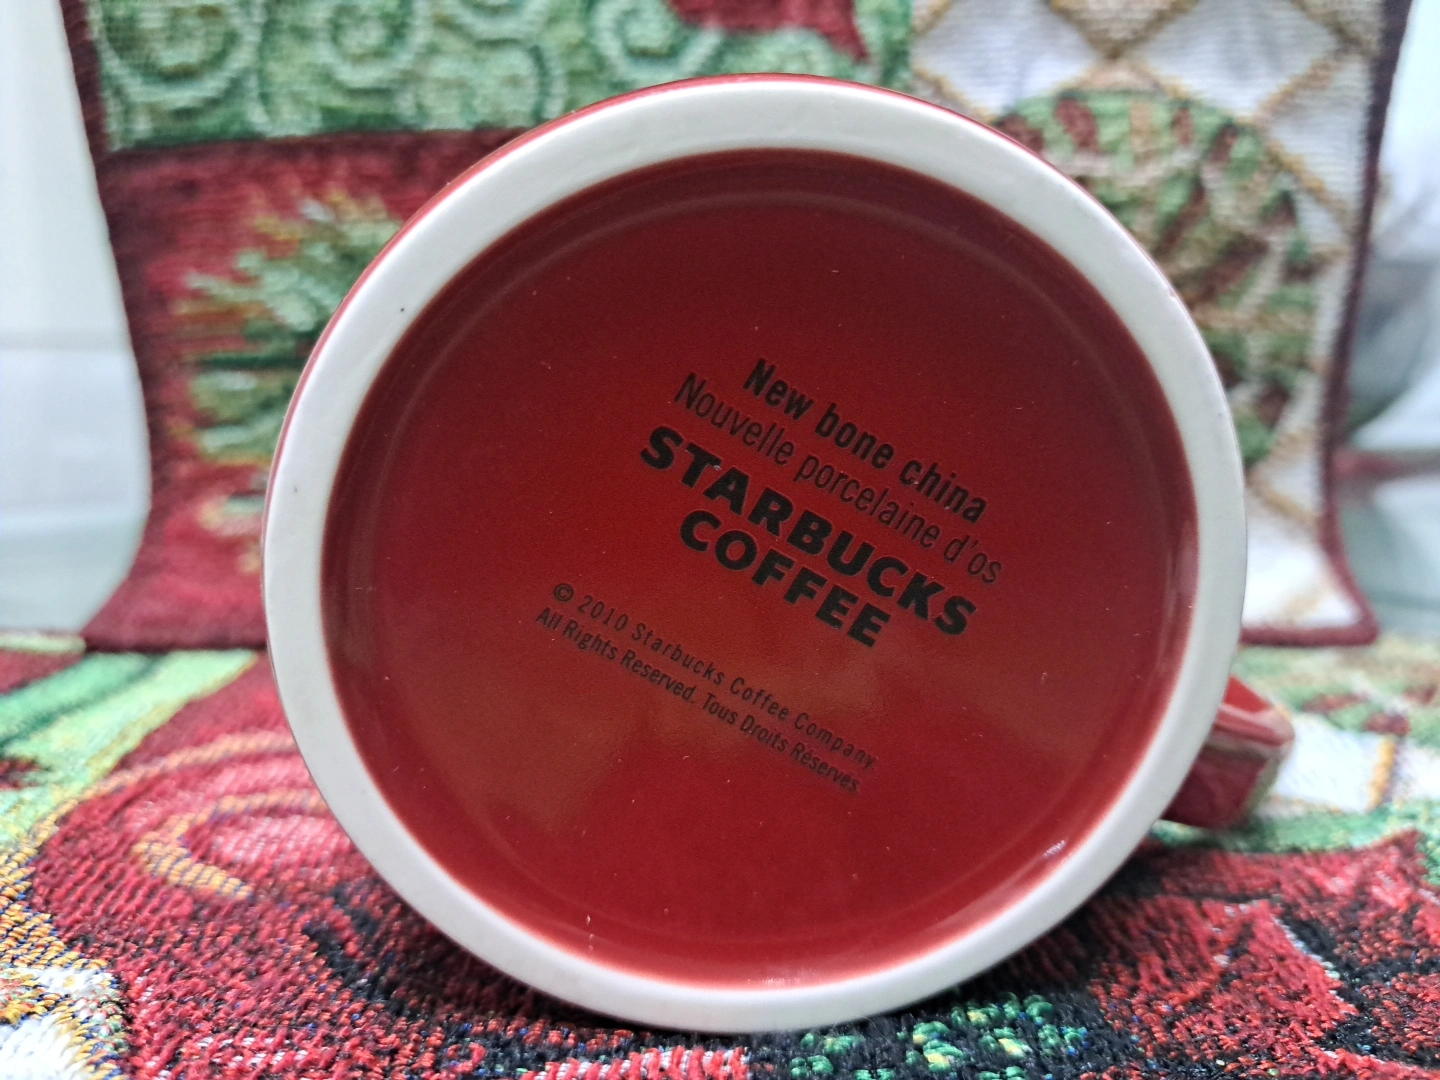 New bone china
Nouvelle porcelaine d'os
STARBUCKS
COFFEE
© 2010 Starbucks Coffee Company.
All Rights Reserved. Tous Droits Réservés.